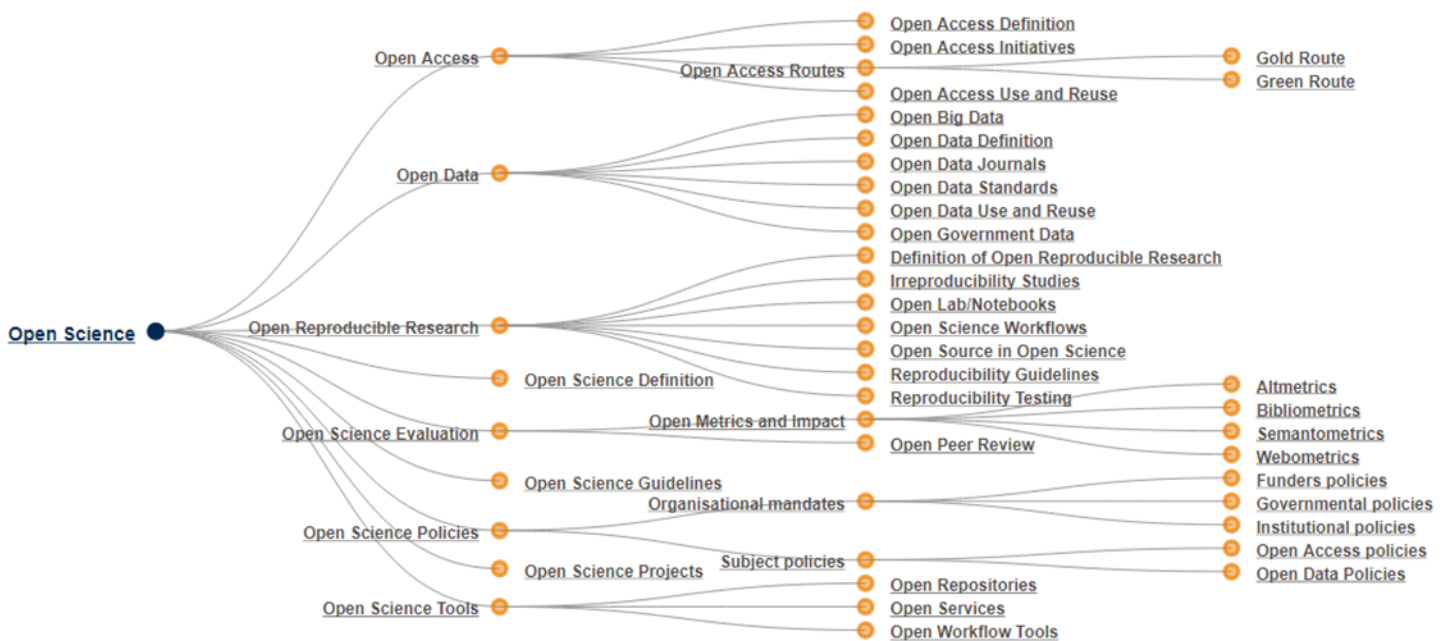 Open Science
Open Access
Open Access Definition
Open Access Initiatives
Open Access Routes
Gold Route
Green Route
Open Access Use and Reuse
Open Data
Open Big Data
Open Data Definition
Open Data Journals
Open Data Standards
Open Data Use and Reuse
Open Government Data
Open Reproducible Research
Definition of Open Reproducible Research
Irreproducibility Studies
Open Lab/Notebooks
Open Science Workflows
Open Source in Open Science
Reproducibility Guidelines
Reproducibility Testing
Open Science Definition
Open Science Evaluation
Open Metrics and Impact
Altmetrics
Bibliometrics
Semantometrics
Webometrics
Open Peer Review
Open Science Guidelines
Open Science Policies
Organisational mandates
Funders policies
Governmental policies
Institutional policies
Subject policies
Open Access policies
Open Data Policies
Open Science Projects
Open Science Tools
Open Repositories
Open Services
Open Workflow Tools